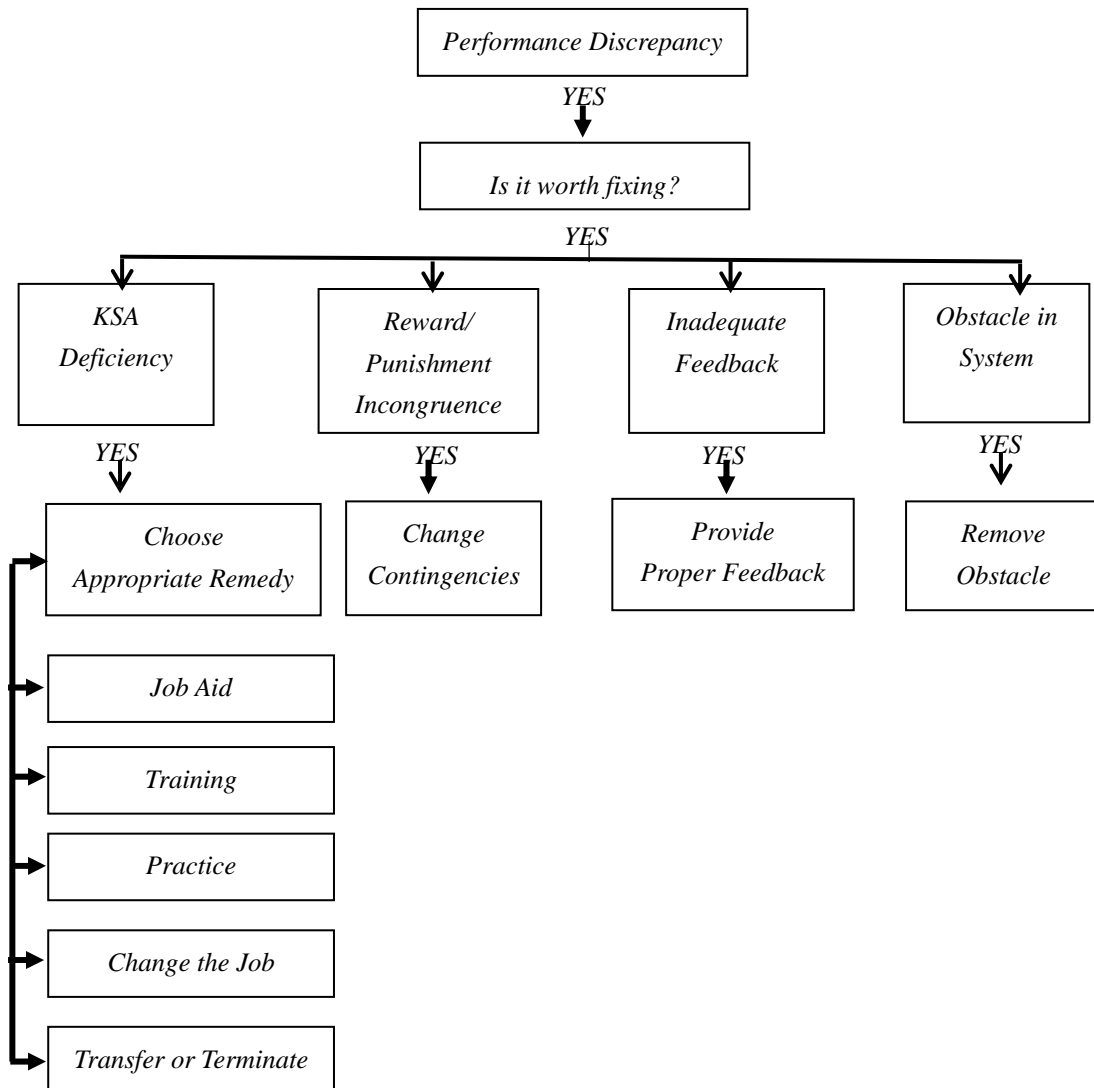 Performance Discrepancy
YES
Is it worth fixing?
YES
KSA
Deficiency
Reward/
Punishment
Incongruence
Inadequate
Feedback
Obstacle in
System
YES
YES
YES
YES
Choose
Appropriate Remedy
Change
Contingencies
Provide
Proper Feedback
Remove
Obstacle
Job Aid
Training
Practice
Change the Job
Transfer or Terminate